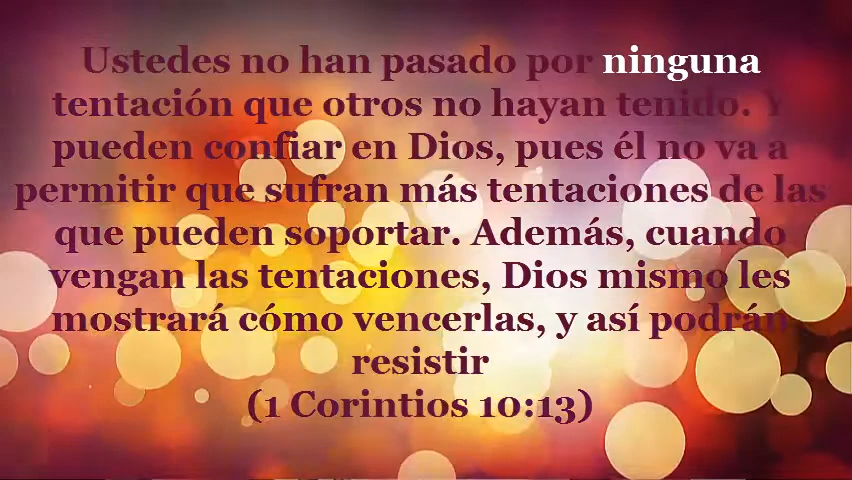 Ustedes no han pasado por ninguna
tentación que otros no hayan tenido. Y
pueden confiar en Dios, pues él no va a
permitir que sufran más tentaciones de las
que pueden soportar. Además, cuando
vengan las tentaciones, Dios mismo les
mostrará cómo vencerlas, y así podrán
resistir
(1 Corintios 10:13)